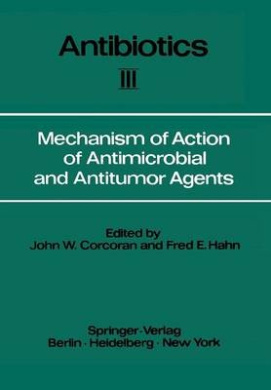 Antibiotics
III
Mechanism of Action
of Antimicrobial
and Antitumor Agents
Edited by
John W. Corcoran and Fred E. Hahn
Springer-Verlag
Berlin · Heidelberg · New York